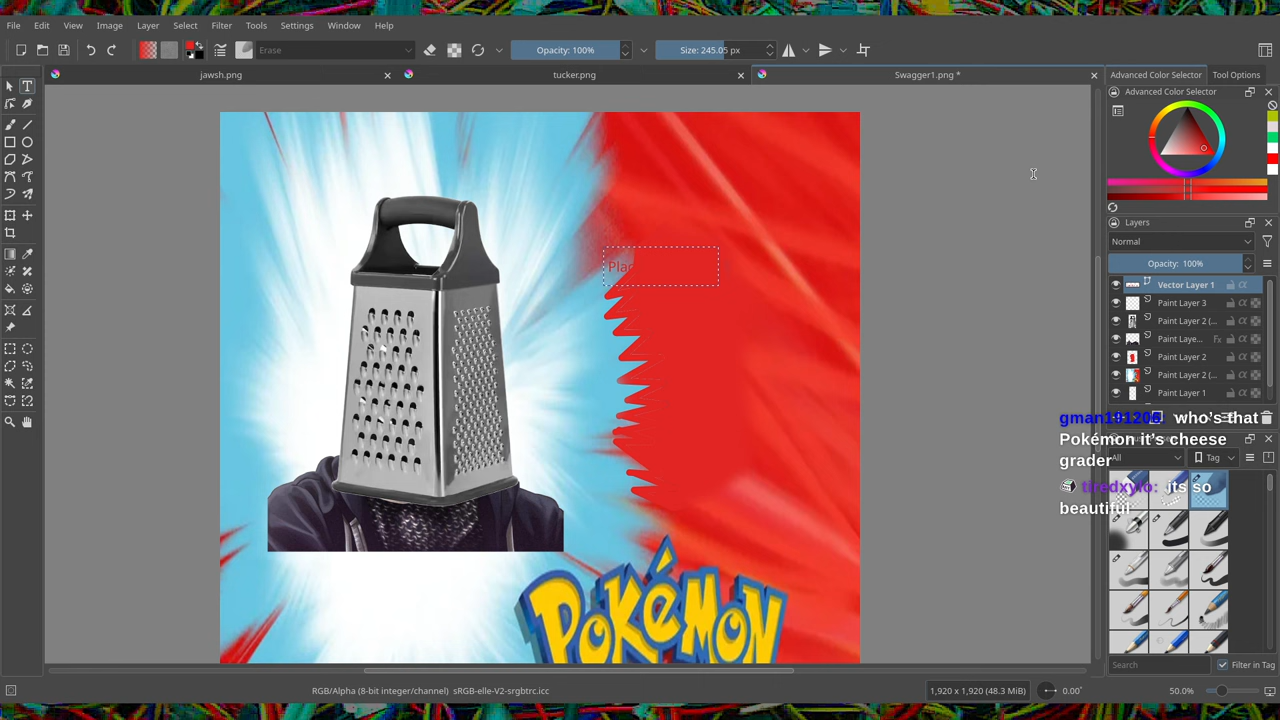 File Edit View Image Layer Select Filter Tools Settings Window Help
Erase Opacity: 100% Size: 245.05 px
jawsh.png tucker.png Swagger1.png * Advanced Color Selector Tool Options
Advanced Color Selector
Layers
Normal
Opacity: 100%
Vector Layer 1
Paint Layer 3
Paint Layer 2 (...
Paint Laye... Fx
Paint Layer 2
Paint Layer 2 (...
Paint Layer 1
Plac
POKéMON
who's that
Pokémon it's cheese
grader
All Tag
tiredxylo: its so
beautiful
Search Filter in Tag
RGB/Alpha (8-bit integer/channel) sRGB-elle-V2-srgbtrc.icc 1,920 x 1,920 (48.3 MiB) 0.00° 50.0%